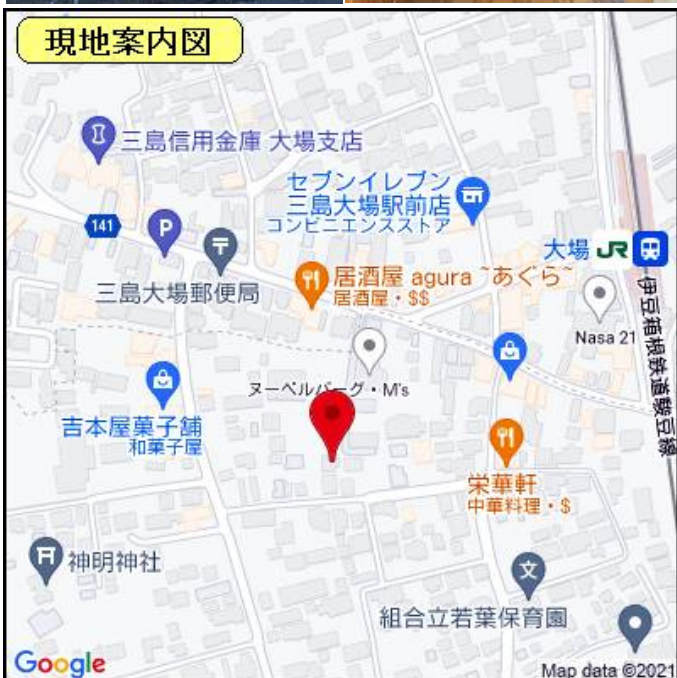 現地案内図
三島信用金庫 大場支店
セブンイレブン
三島大場駅前店
コンビニエンスストア
141
P
〒
三島大場郵便局
大場 JR
居酒屋 agura ~あぐら~
居酒屋・$$
伊豆箱根鉄道駿豆線
Nasa 21
ヌーベルバーグ・M's
吉本屋菓子舗
和菓子屋
栄華軒
中華料理・$
神明神社
文
組合立若葉保育園
Google
Map data ©2021